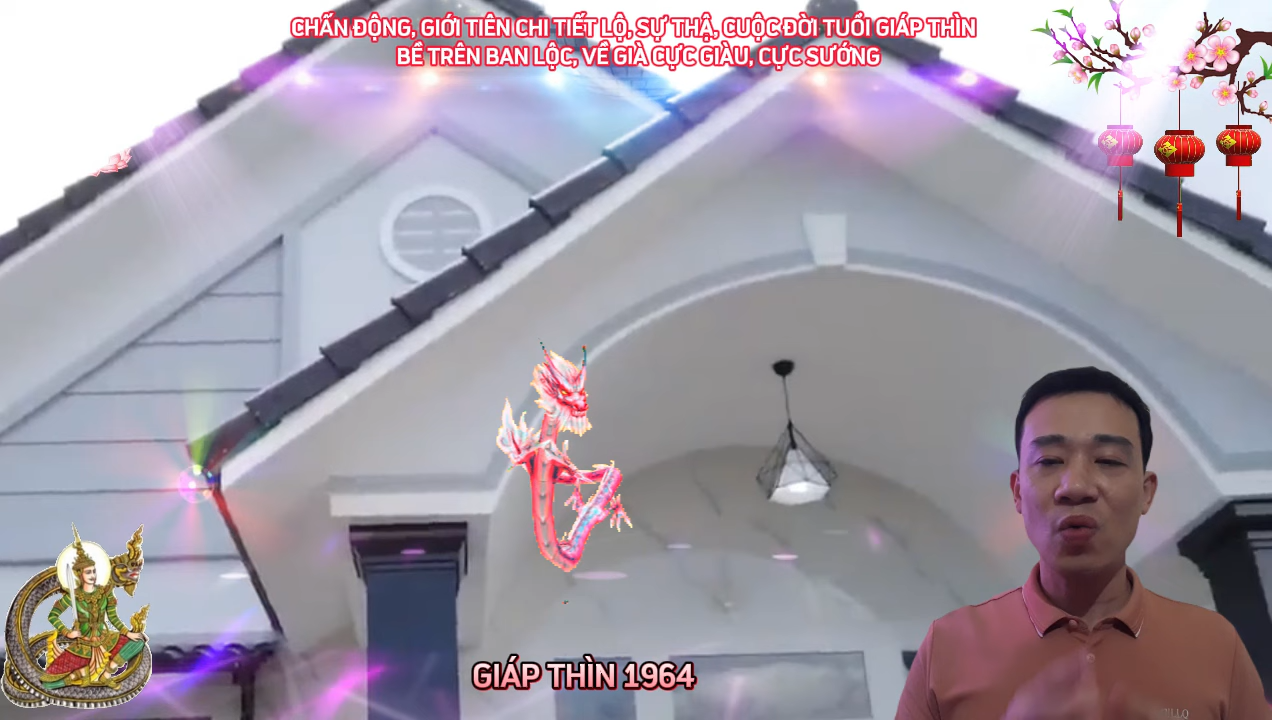 CHẤN ĐỘNG, GIỚI TIÊN CHI TIẾT LỘ, SỰ THẬ, CUỘC ĐỜI TUỔI GIÁP THÌN
BỀ TRÊN BAN LỘC, VỀ GIÀ CỰC GIÀU, CỰC SƯỚNG
GIÁP THÌN 1964